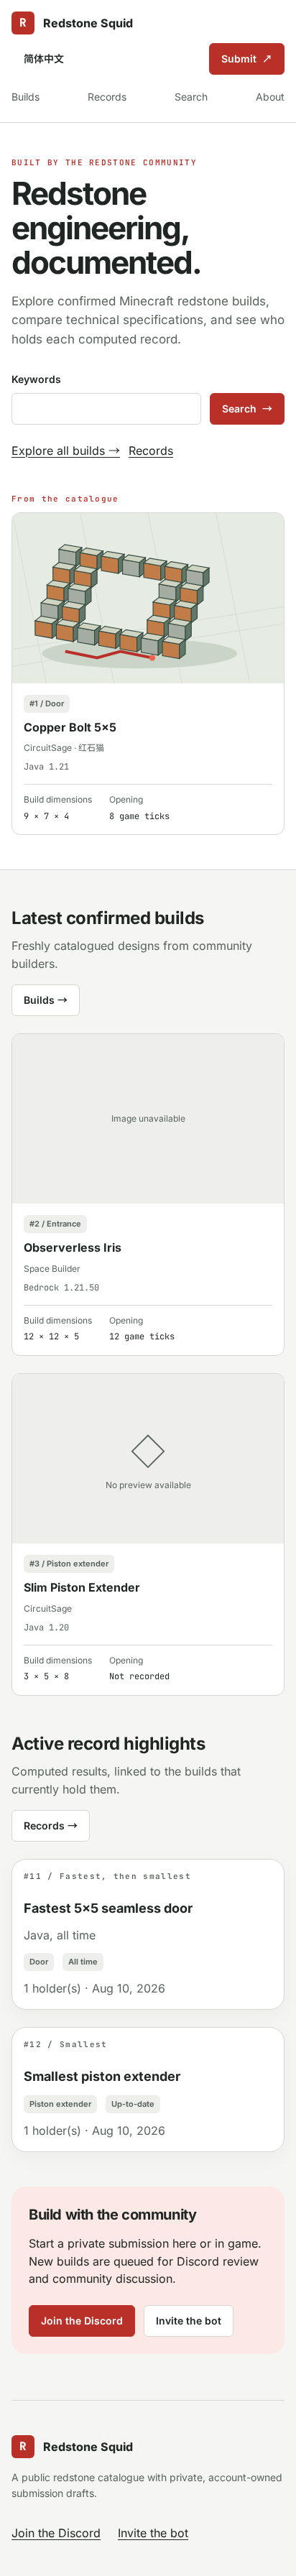 R Redstone Squid
简体中文
Submit ↗
Builds Records Search About
BUILT BY THE REDSTONE COMMUNITY
Redstone
engineering,
documented.
Explore confirmed Minecraft redstone builds,
compare technical specifications, and see who
holds each computed record.
Keywords
Search →
Explore all builds → Records
From the catalogue
#1 / Door
Copper Bolt 5×5
CircuitSage · 红石猫
Java 1.21
Build dimensions Opening
9 × 7 × 4 8 game ticks
Latest confirmed builds
Freshly catalogued designs from community
builders.
Builds →
Image unavailable
#2 / Entrance
Observerless Iris
Space Builder
Bedrock 1.21.50
Build dimensions Opening
12 × 12 × 5 12 game ticks
No preview available
#3 / Piston extender
Slim Piston Extender
CircuitSage
Java 1.20
Build dimensions Opening
3 × 5 × 8 Not recorded
Active record highlights
Computed results, linked to the builds that
currently hold them.
Records →
#11 / Fastest, then smallest
Fastest 5×5 seamless door
Java, all time
Door All time
1 holder(s) · Aug 10, 2026
#12 / Smallest
Smallest piston extender
Piston extender Up-to-date
1 holder(s) · Aug 10, 2026
Build with the community
Start a private submission here or in game.
New builds are queued for Discord review
and community discussion.
Join the Discord Invite the bot
R Redstone Squid
A public redstone catalogue with private, account-owned
submission drafts.
Join the Discord Invite the bot